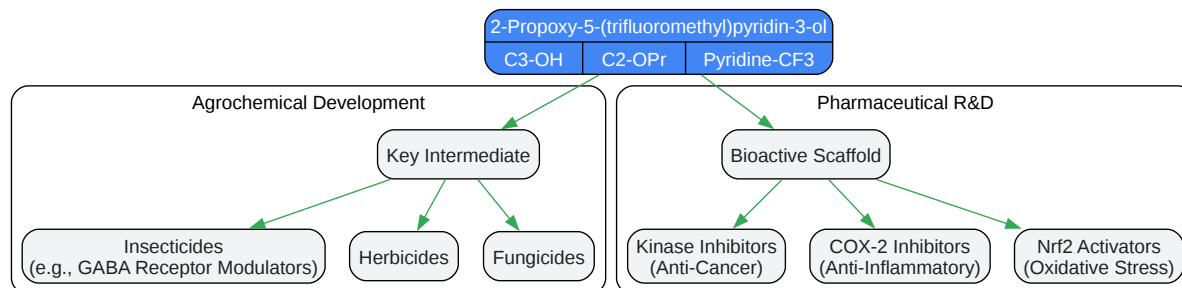 2-Propoxy-5-(trifluoromethyl)pyridin-3-ol
C3-OH
C2-OPr
Pyridine-CF3
Agrochemical Development
Key Intermediate
Insecticides
(e.g., GABA Receptor Modulators)
Herbicides
Fungicides
Pharmaceutical R&D
Bioactive Scaffold
Kinase Inhibitors
(Anti-Cancer)
COX-2 Inhibitors
(Anti-Inflammatory)
Nrf2 Activators
(Oxidative Stress)